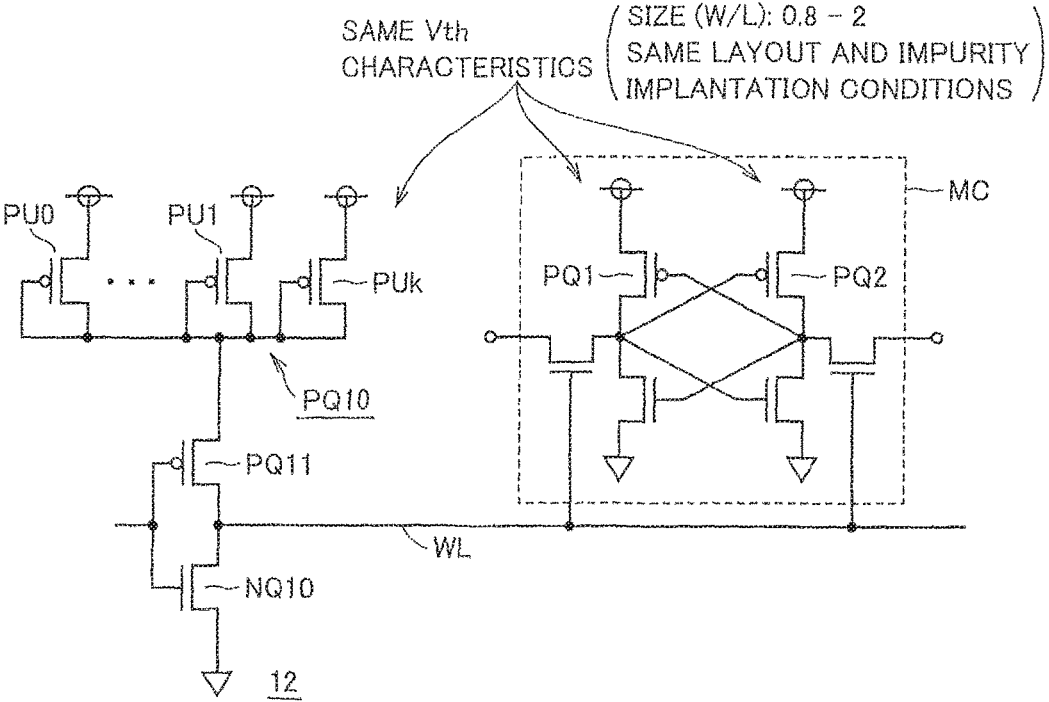 SAME Vth
CHARACTERISTICS
SIZE (W/L): 0.8 - 2
SAME LAYOUT AND IMPURITY
IMPLANTATION CONDITIONS
MC
PU0
PU1
PUk
PQ1
PQ2
PQ10
PQ11
WL
NQ10
12